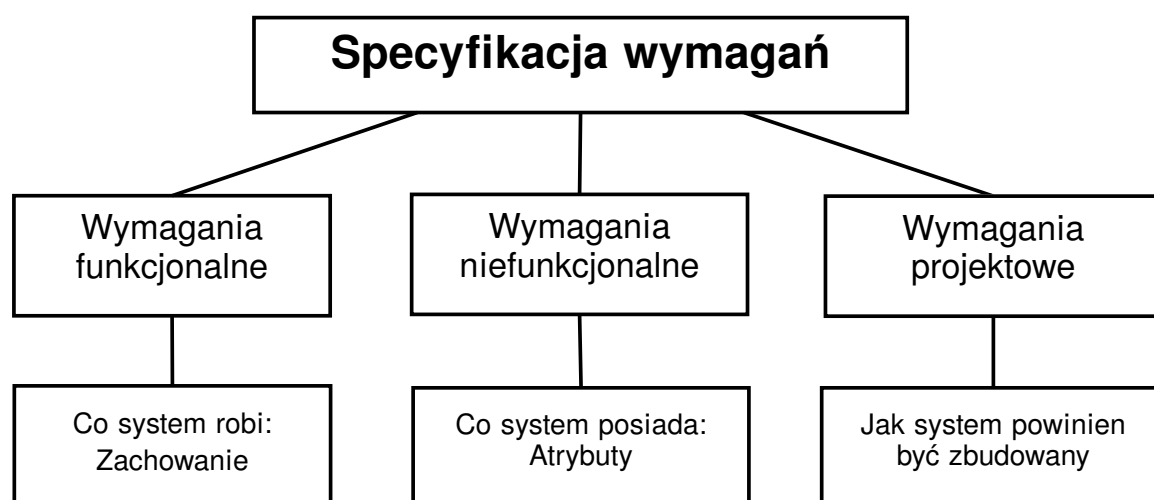 Specyfikacja wymagań
Wymagania
funkcjonalne
Wymagania
niefunkcjonalne
Wymagania
projektowe
Co system robi:
Zachowanie
Co system posiada:
Atrybuty
Jak system powinien
być zbudowany